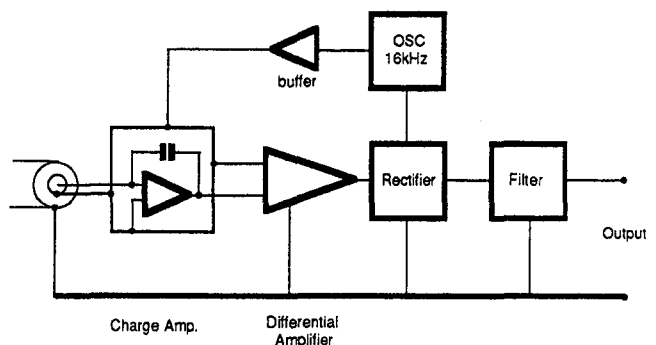 OSC
16kHz
buffer
Rectifier
Filter
Output
Charge Amp.
Differential
Amplifier